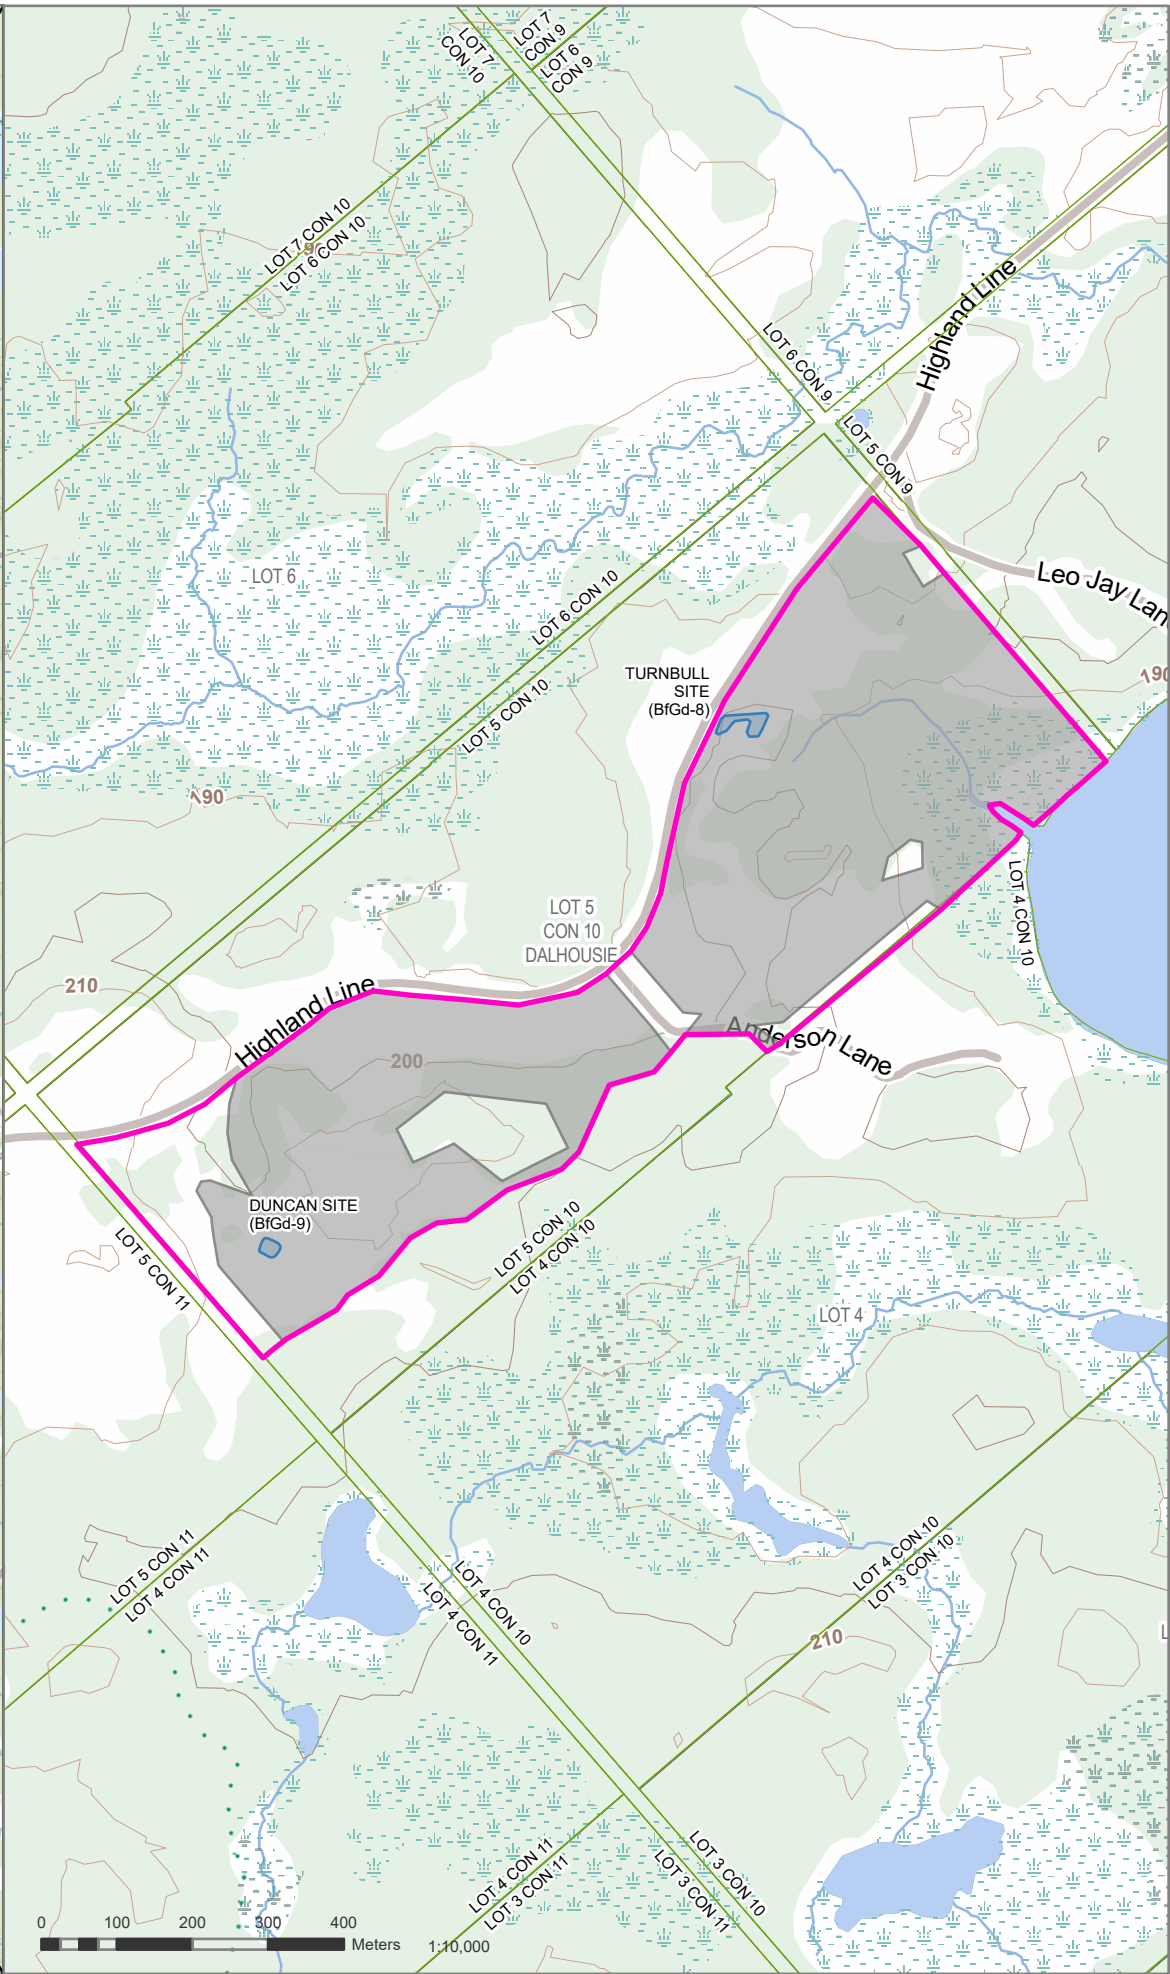 LOT 7
CON 10
LOT 7
CON 9
LOT 6
CON 9
LOT 7 CON 10
LOT 6 CON 10
Highland Line
LOT 6 CON 9
LOT 5 CON 9
LOT 6
LOT 6 CON 10
LOT 5 CON 10
Leo Jay Lan
190
TURNBULL
SITE
(BfGd-8)
190
LOT 5
CON 10
DALHOUSIE
LOT 4 CON 10
210
Highland Line
200
Anderson Lane
DUNCAN SITE
(BfGd-9)
LOT 5 CON 11
LOT 5 CON 10
LOT 4 CON 10
LOT 4
LOT 5 CON 11
LOT 4 CON 11
LOT 4 CON 10
LOT 4 CON 11
LOT 4 CON 10
LOT 3 CON 10
210
L
LOT 4 CON 11
LOT 3 CON 11
LOT 3 CON 10
LOT 3 CON 11
0 100 200 300 400
Meters 1:10,000